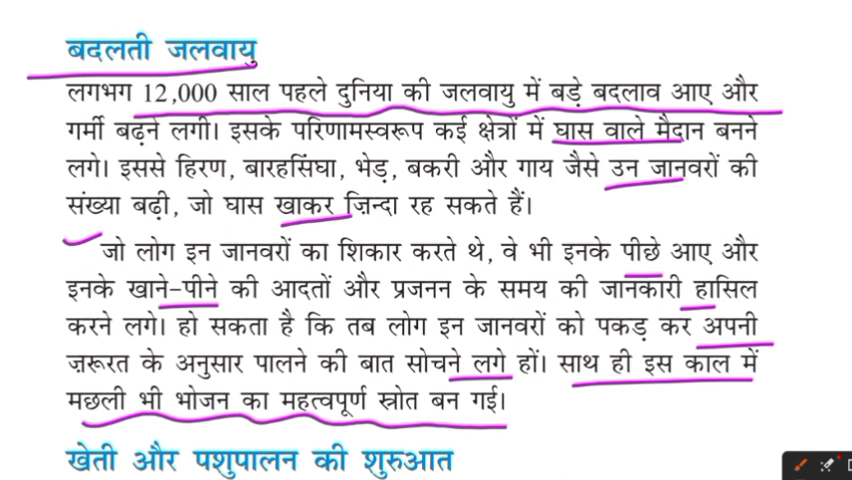 बदलती जलवायु
लगभग 12,000 साल पहले दुनिया की जलवायु में बड़े बदलाव आए और
गर्मी बढ़ने लगी। इसके परिणामस्वरूप कई क्षेत्रों में घास वाले मैदान बनने
लगे। इससे हिरण, बारहसिंघा, भेड़, बकरी और गाय जैसे उन जानवरों की
संख्या बढ़ी, जो घास खाकर ज़िन्दा रह सकते हैं।
जो लोग इन जानवरों का शिकार करते थे, वे भी इनके पीछे आए और
इनके खाने-पीने की आदतों और प्रजनन के समय की जानकारी हासिल
करने लगे। हो सकता है कि तब लोग इन जानवरों को पकड़ कर अपनी
ज़रूरत के अनुसार पालने की बात सोचने लगे हों। साथ ही इस काल में
मछली भी भोजन का महत्वपूर्ण स्रोत बन गई।
खेती और पशुपालन की शुरुआत